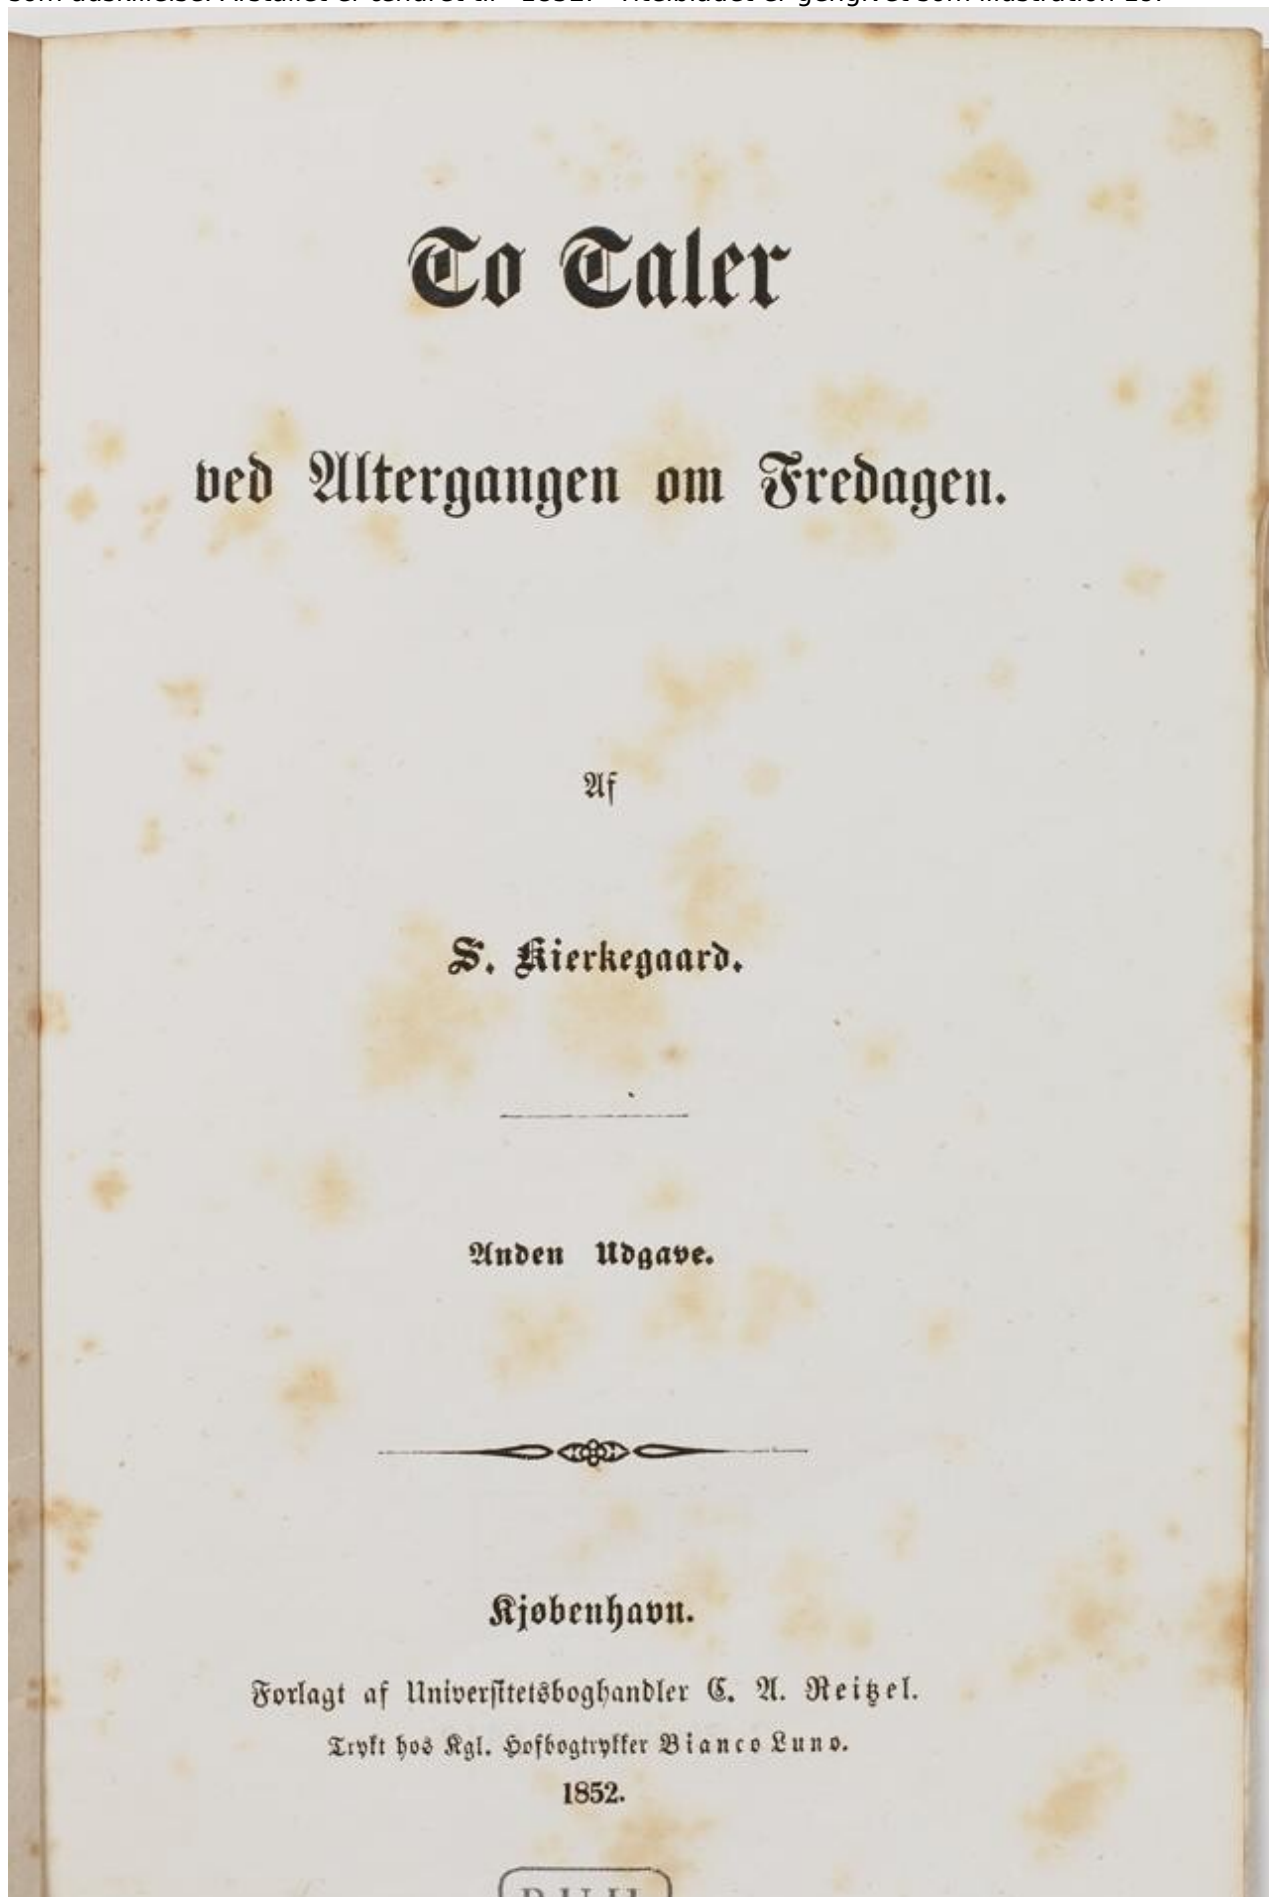 To Taler
ved Altergangen om Fredagen.
Af
S. Kierkegaard.
Anden Udgave.
Kjøbenhavn.
Forlagt af Universitetsboghandler C. A. Reitzel.
Trykt hos Kgl. Hofbogtrykker Bianco Luno.
1852.